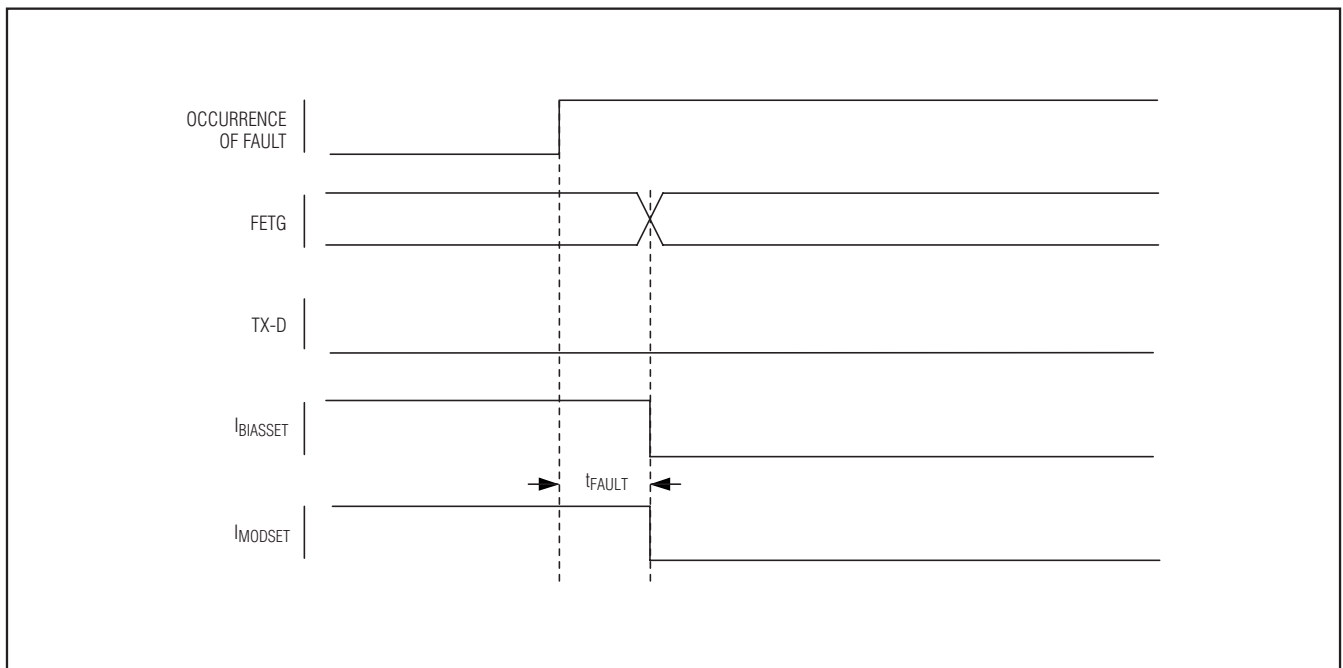 OCCURRENCE
OF FAULT
FETG
TX-D
IBIASSET
tFAULT
IMODSET